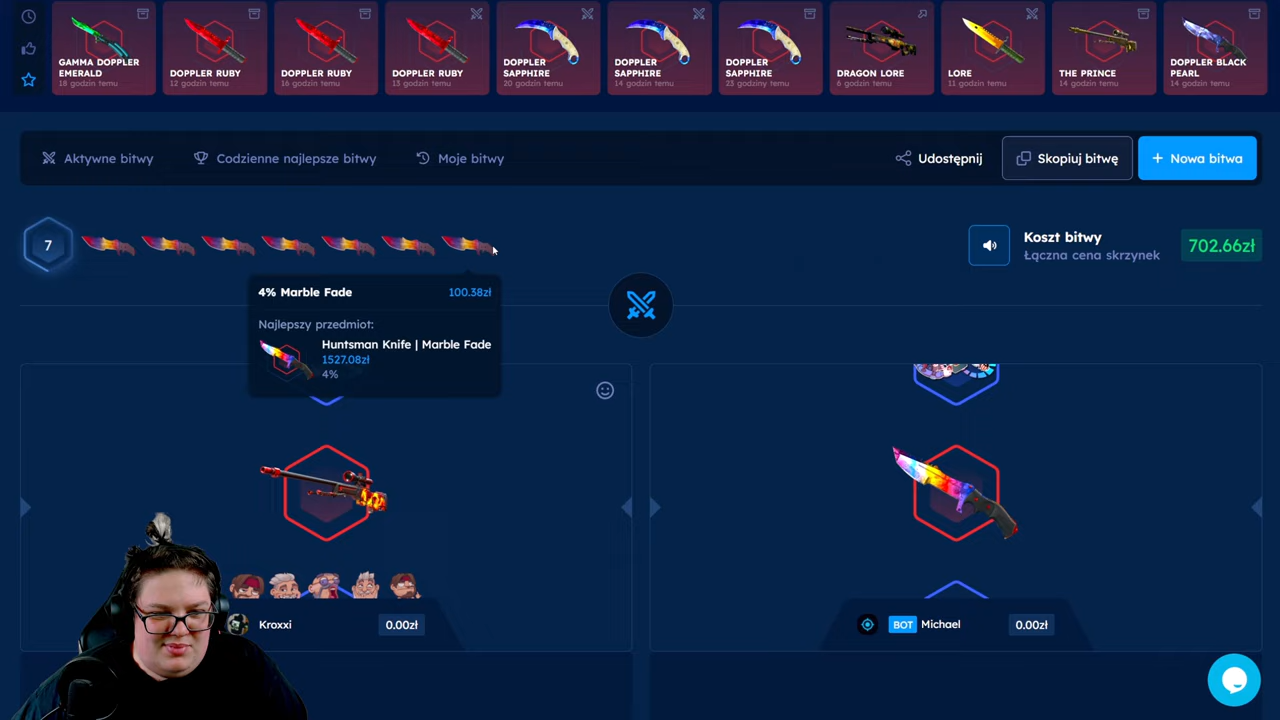 GAMMA DOPPLER EMERALD
18 godzin temu
DOPPLER RUBY
12 godzin temu
DOPPLER RUBY
16 godzin temu
DOPPLER RUBY
13 godzin temu
DOPPLER SAPPHIRE
20 godzin temu
DOPPLER SAPPHIRE
14 godzin temu
DOPPLER SAPPHIRE
23 godziny temu
DRAGON LORE
6 godzin temu
LORE
11 godzin temu
THE PRINCE
14 godzin temu
DOPPLER BLACK PEARL
14 godzin temu
Aktywne bitwy
Codzienne najlepsze bitwy
Moje bitwy
Udostępnij
Skopiuj bitwę
+ Nowa bitwa
7
Koszt bitwy
Łączna cena skrzynek
702.66zł
4% Marble Fade 100.38zł
Najlepszy przedmiot:
Huntsman Knife | Marble Fade
1527.08zł
4%
Kroxxi 0.00zł
BOT Michael 0.00zł